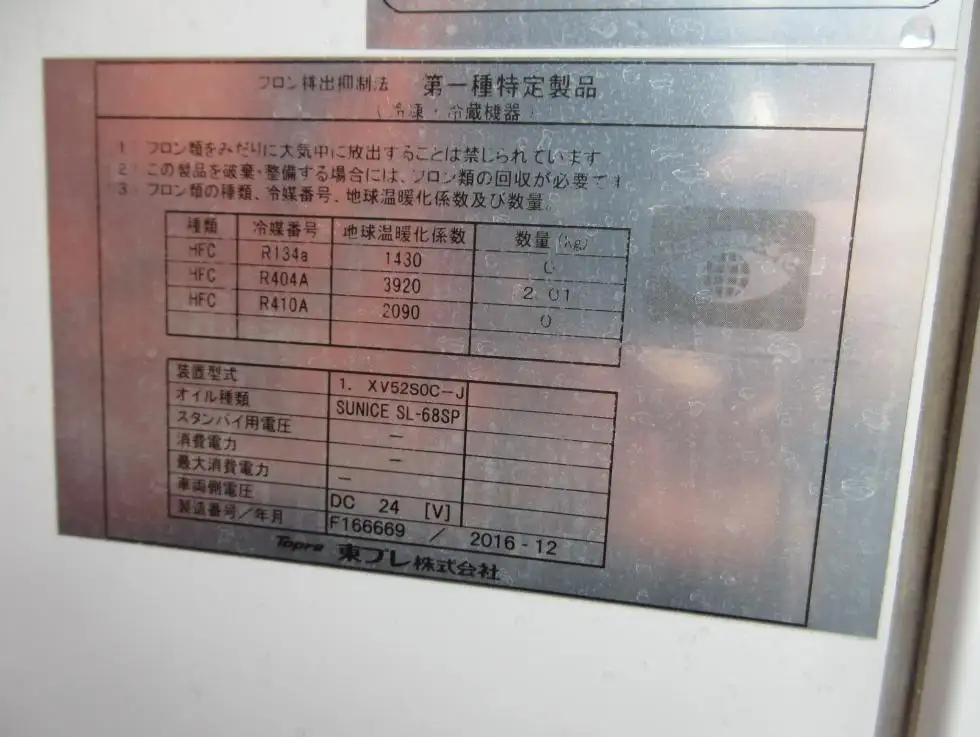 フロン排出抑制法 第一種特定製品
(冷凍・冷蔵機器)
1. フロン類をみだりに大気中に放出することは禁じられています
2. この製品を破棄・整備する場合には、フロン類の回収が必要です
3. フロン類の種類、冷媒番号、地球温暖化係数及び数量。
種類 冷媒番号 地球温暖化係数 数量(kg)
HFC R134a 1430 0
HFC R404A 3920 2.01
HFC R410A 2090 0
装置型式 1. XV52S0C-J
オイル種類 SUNICE SL-68SP
スタンバイ用電圧 —
消費電力 —
最大消費電力 —
車両側電圧 DC 24 [V]
製造番号/年月 F166669 / 2016-12
Topre 東プレ株式会社